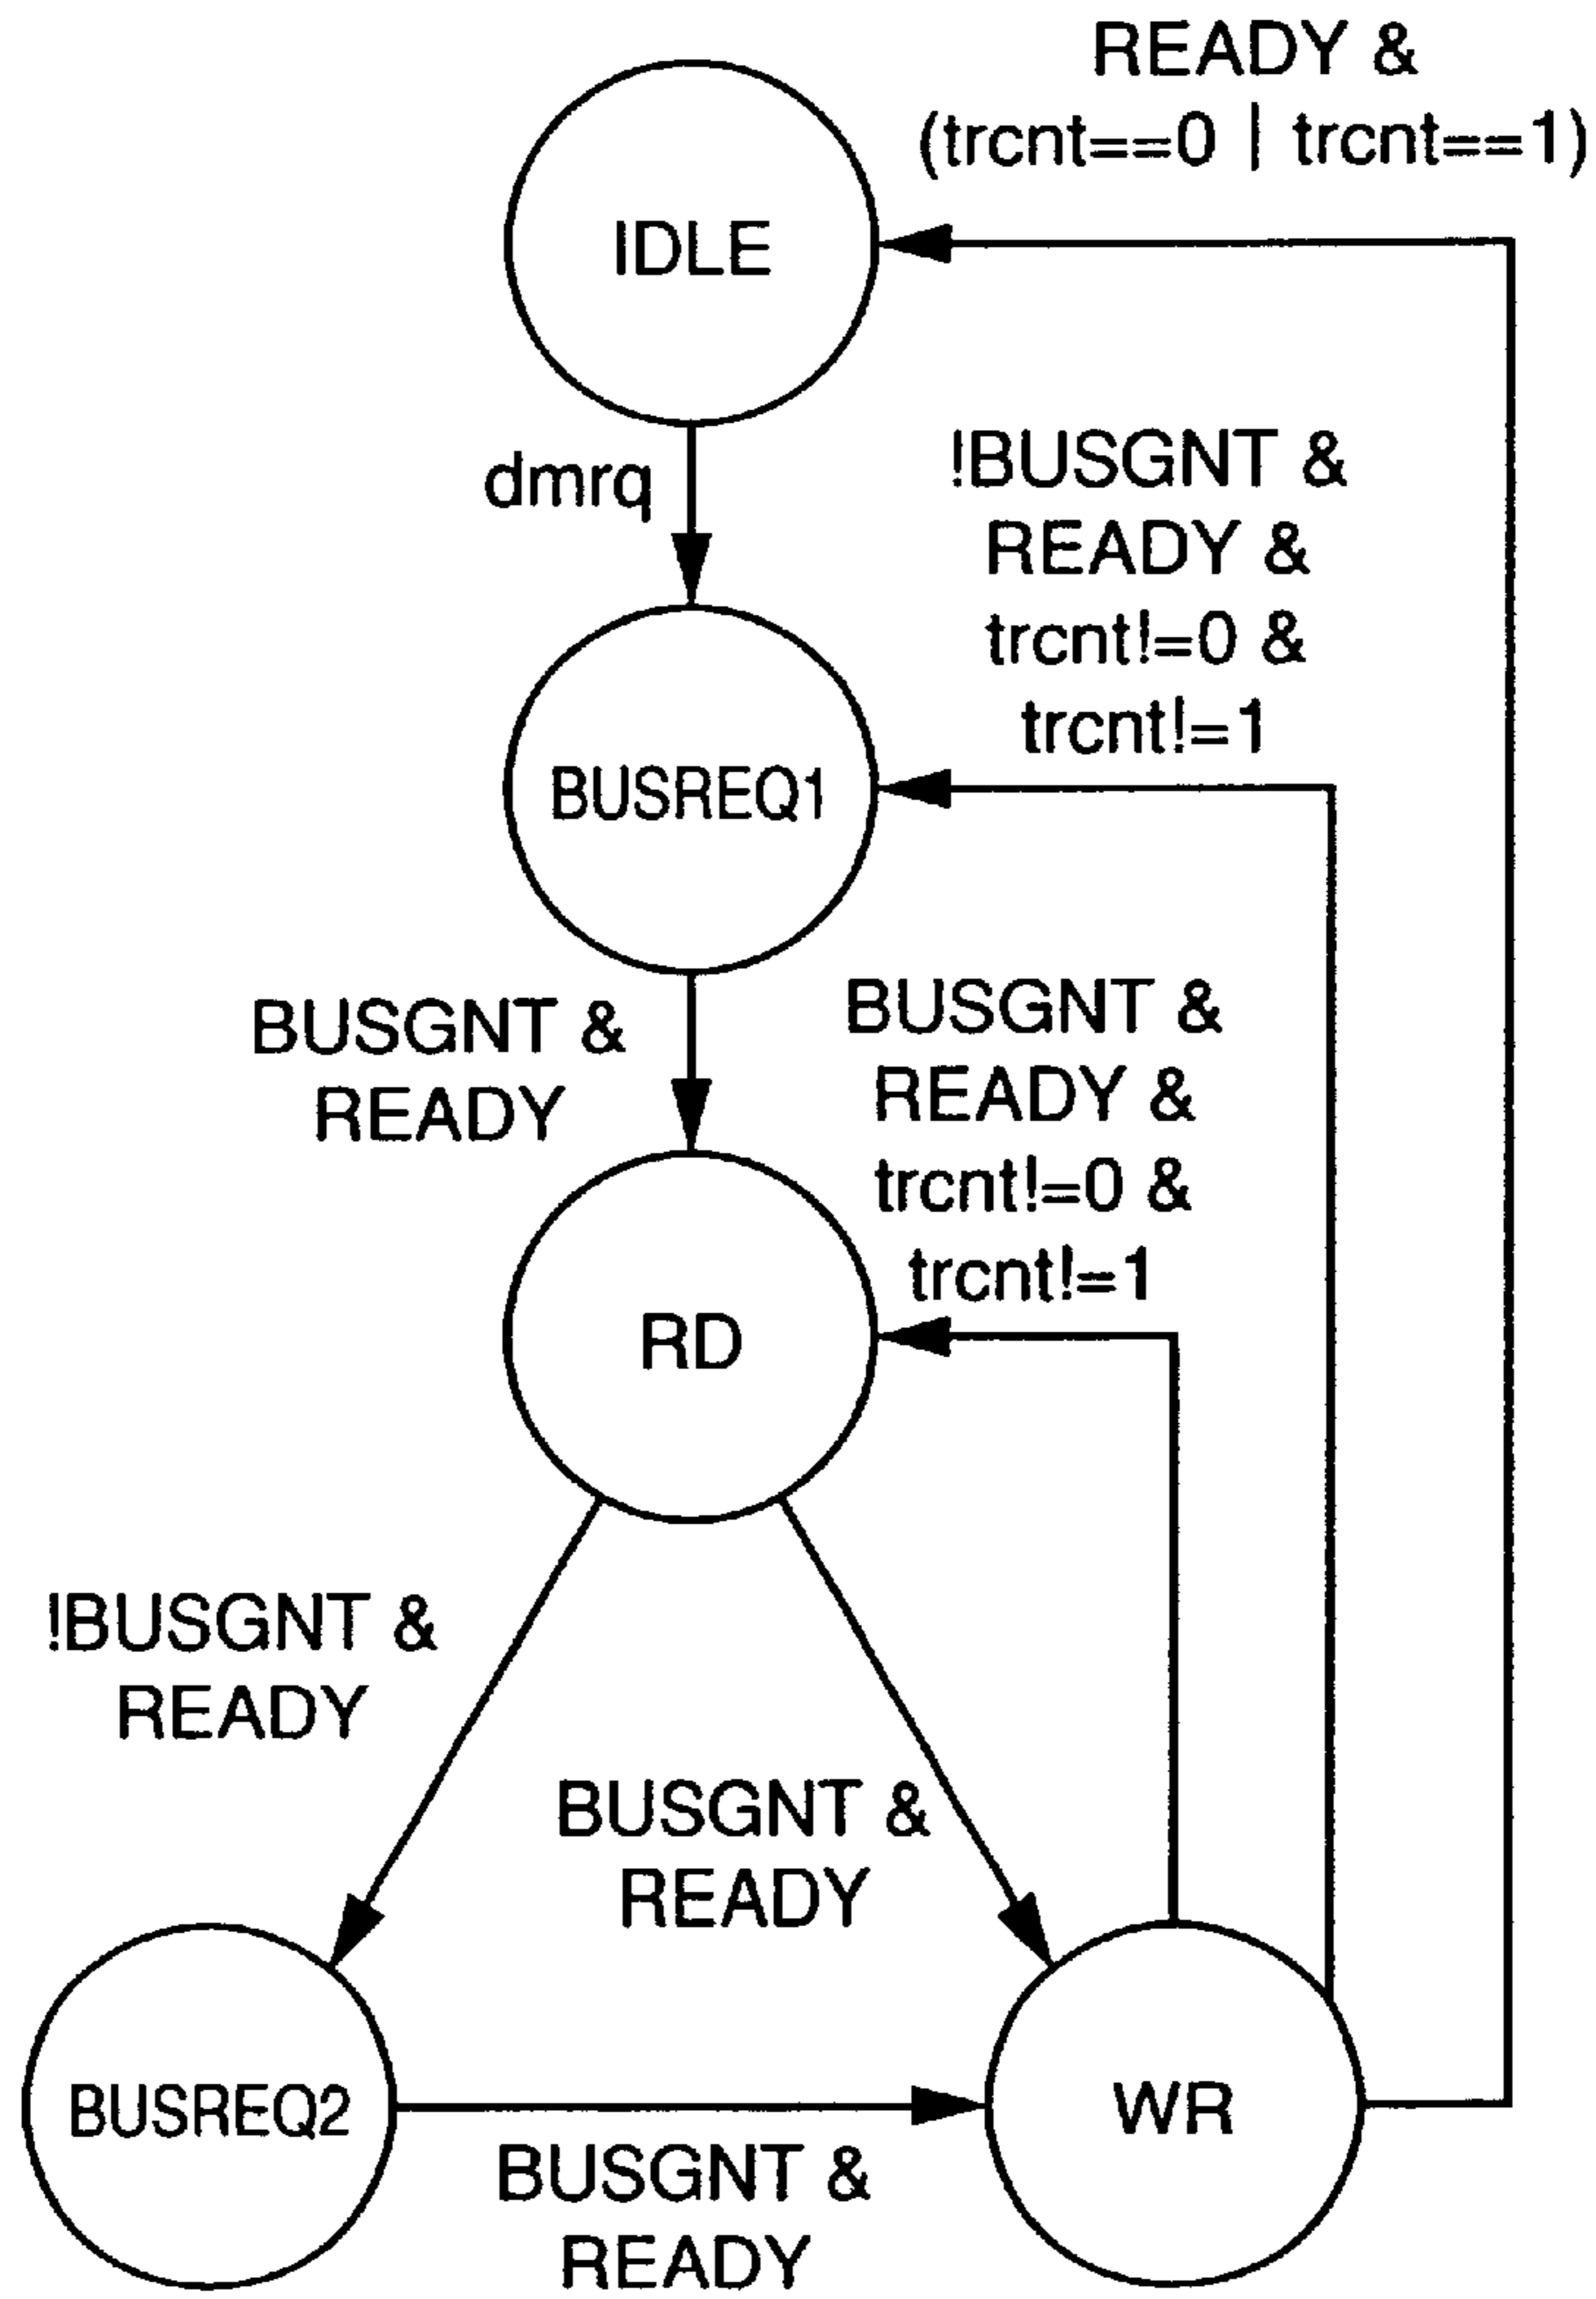 READY &
(trcnt==0 | trcnt==1)
IDLE
dmrq
!BUSGNT &
READY &
trcnt!=0 &
trcnt!=1
BUSREQ1
BUSGNT &
READY
BUSGNT &
READY &
trcnt!=0 &
trcnt!=1
RD
!BUSGNT &
READY
BUSGNT &
READY
BUSREQ2
WR
BUSGNT &
READY